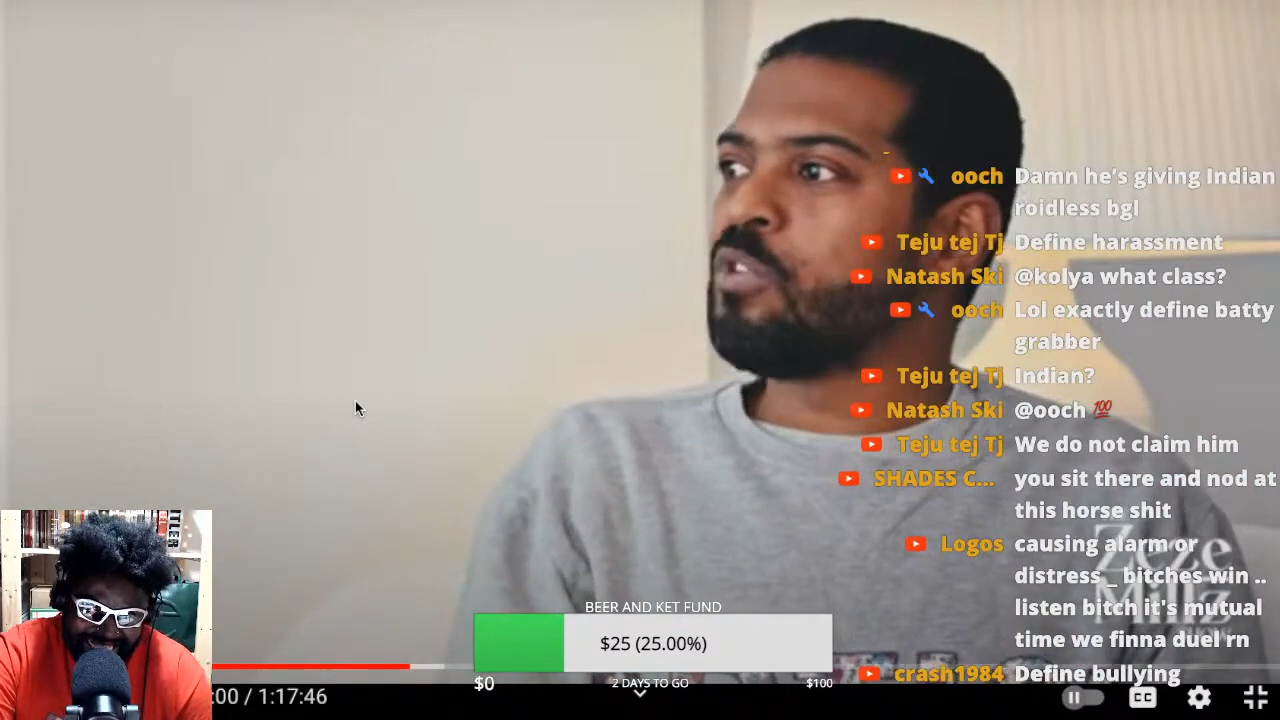 ooch Damn he's giving Indian
roidless bgl
Teju tej Tj Define harassment
Natash Ski @kolya what class?
ooch Lol exactly define batty
grabber
Teju tej Tj Indian?
Natash Ski @ooch 💯
Teju tej Tj We do not claim him
SHADES C... you sit there and nod at
this horse shit
Logos causing alarm or
distress _ bitches win ..
listen bitch it's mutual
time we finna duel rn
crash1984 Define bullying
Zeze
Millz
BEER AND KET FUND
$25 (25.00%)
$0 2 DAYS TO GO $100
:00 / 1:17:46
CC